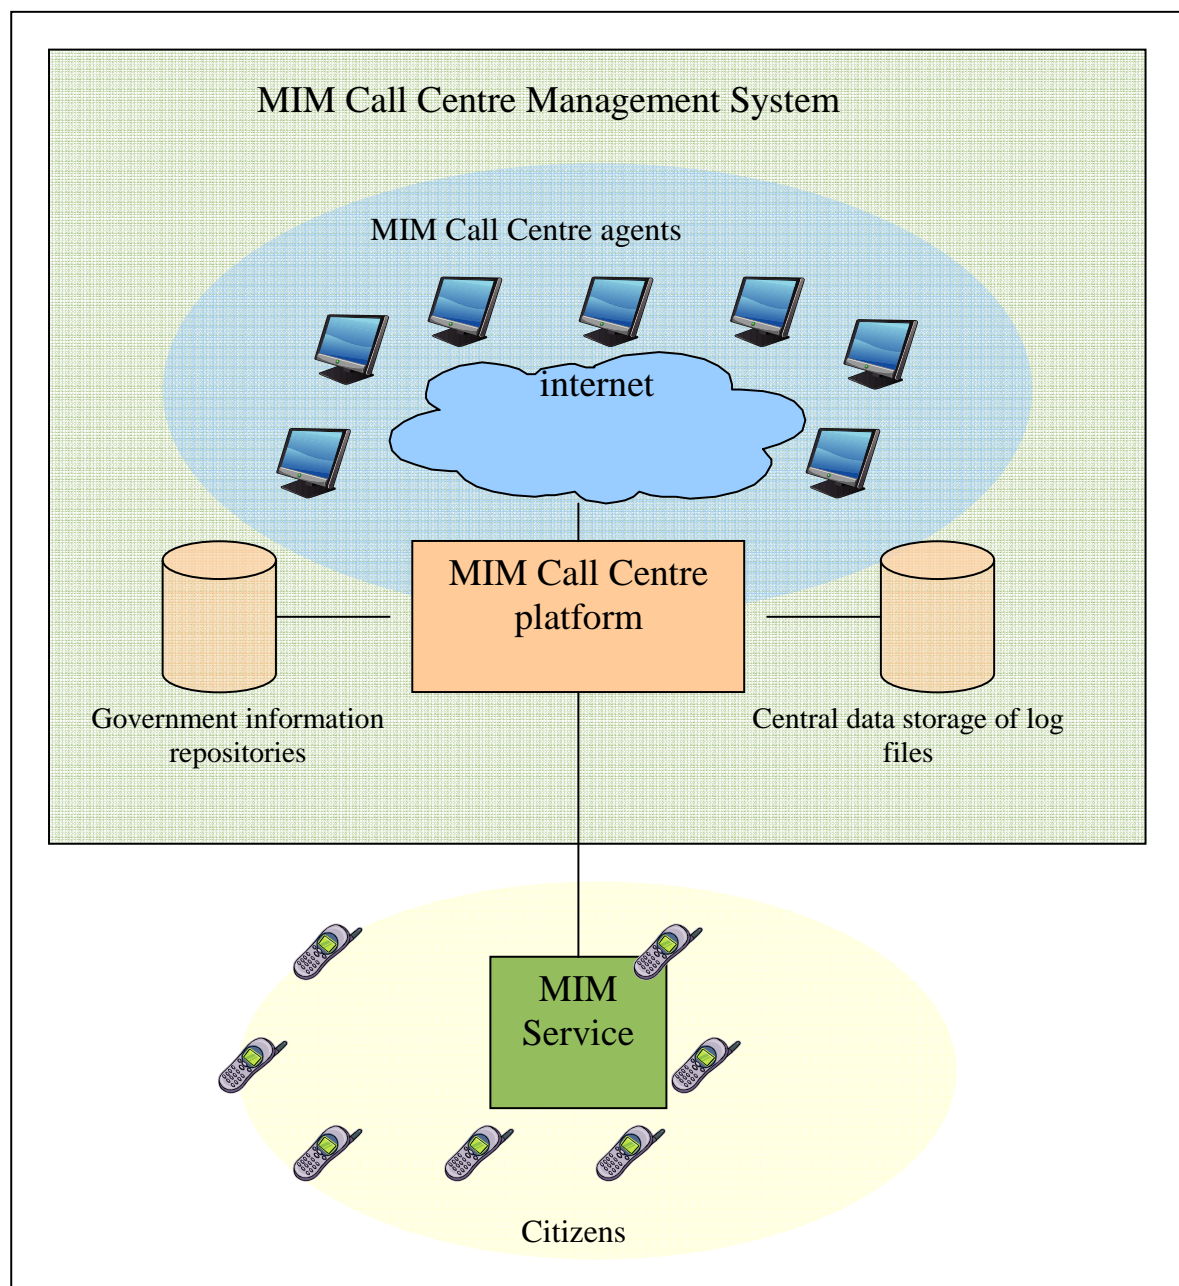 MIM Call Centre Management System
MIM Call Centre agents
internet
MIM Call Centre
platform
Government information
repositories
Central data storage of log
files
MIM
Service
Citizens